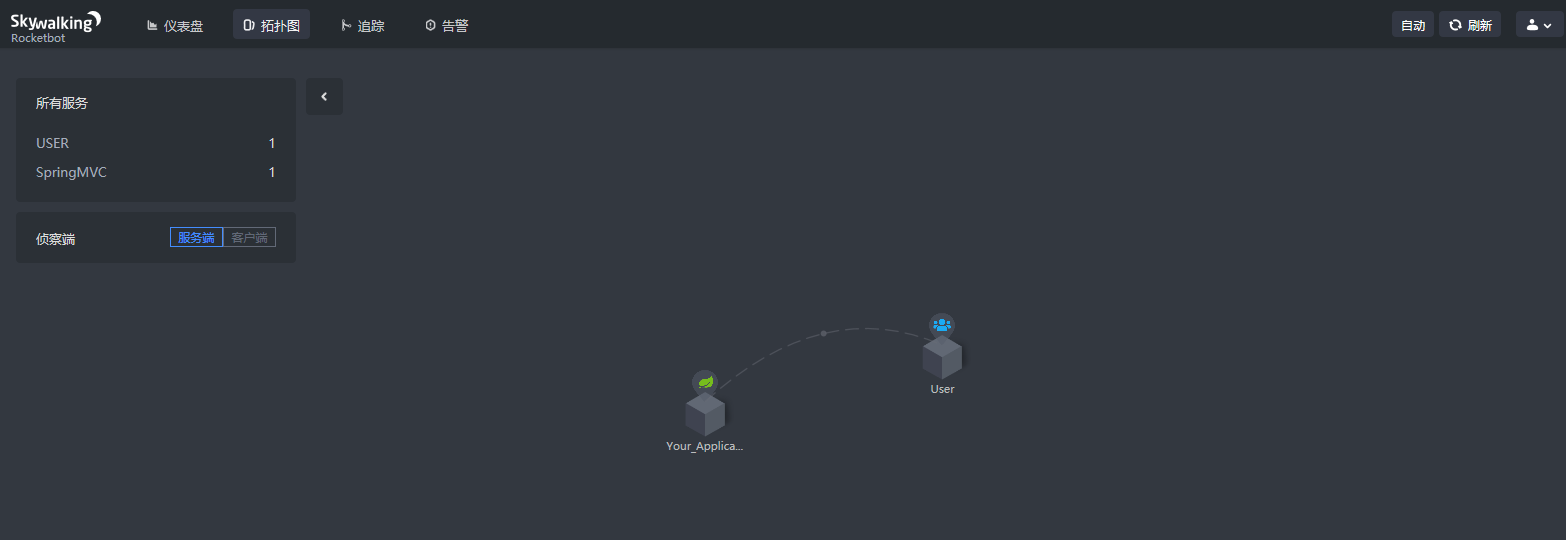 Skywalking
Rocketbot
仪表盘
拓扑图
追踪
告警
自动
刷新
所有服务
USER 1
SpringMVC 1
侦察端
服务端
客户端
User
Your_Applica...